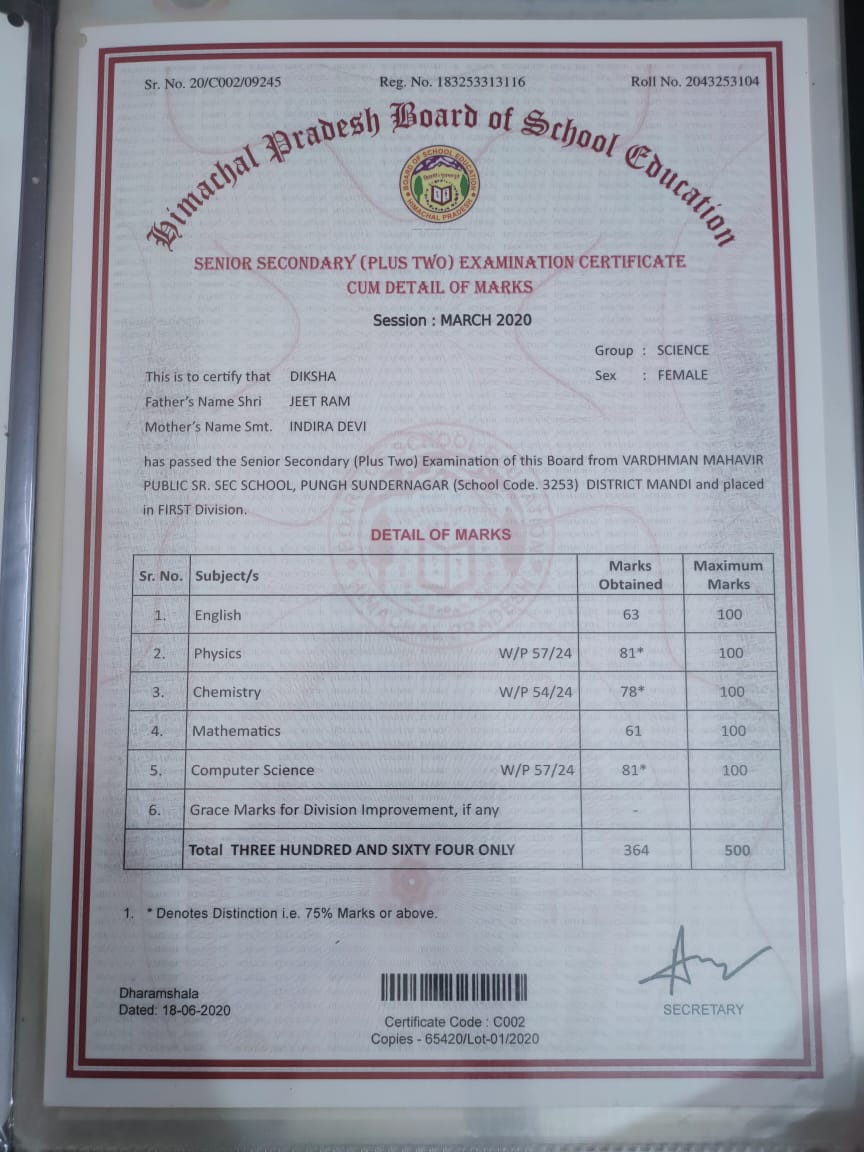 Sr. No. 20/C002/09245 Reg. No. 183253313116 Roll No. 2043253104
Himachal Pradesh Board of School Education
BOARD OF SCHOOL EDUCATION
HIMACHAL PRADESH
SENIOR SECONDARY (PLUS TWO) EXAMINATION CERTIFICATE
CUM DETAIL OF MARKS
Session : MARCH 2020
Group : SCIENCE
This is to certify that DIKSHA Sex : FEMALE
Father's Name Shri JEET RAM
Mother's Name Smt. INDIRA DEVI
has passed the Senior Secondary (Plus Two) Examination of this Board from VARDHMAN MAHAVIR
PUBLIC SR. SEC SCHOOL, PUNGH SUNDERNAGAR (School Code. 3253) DISTRICT MANDI and placed
in FIRST Division.
DETAIL OF MARKS
Sr. No. Subject/s Marks Obtained Maximum Marks
1. English 63 100
2. Physics W/P 57/24 81* 100
3. Chemistry W/P 54/24 78* 100
4. Mathematics 61 100
5. Computer Science W/P 57/24 81* 100
6. Grace Marks for Division Improvement, if any -
Total THREE HUNDRED AND SIXTY FOUR ONLY 364 500
1. * Denotes Distinction i.e. 75% Marks or above.
Dharamshala
Dated: 18-06-2020
SECRETARY
Certificate Code : C002
Copies - 65420/Lot-01/2020